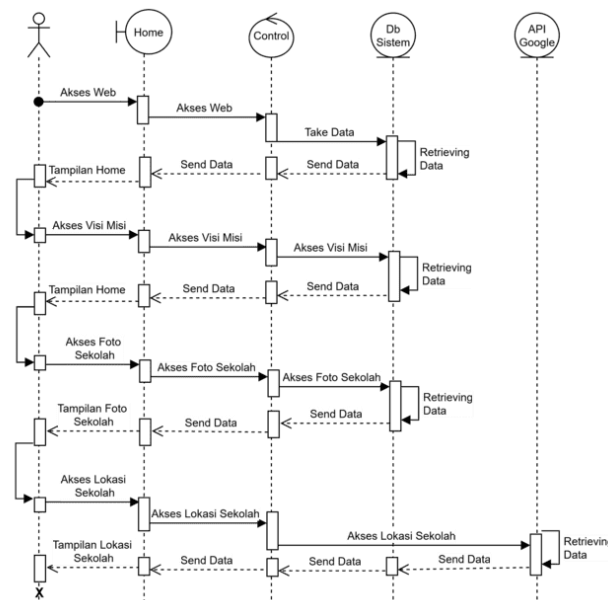 Home
Control
Db
Sistem
API
Google
Akses Web
Akses Web
Take Data
Retrieving
Data
Tampilan Home
Send Data
Send Data
Akses Visi Misi
Akses Visi Misi
Akses Visi Misi
Retrieving
Data
Tampilan Home
Send Data
Send Data
Akses Foto
Sekolah
Akses Foto Sekolah
Akses Foto Sekolah
Retrieving
Data
Tampilan Foto
Sekolah
Send Data
Send Data
Akses Lokasi
Sekolah
Akses Lokasi Sekolah
Akses Lokasi Sekolah
Retrieving
Data
Tampilan Lokasi
Sekolah
Send Data
Send Data
Send Data
X